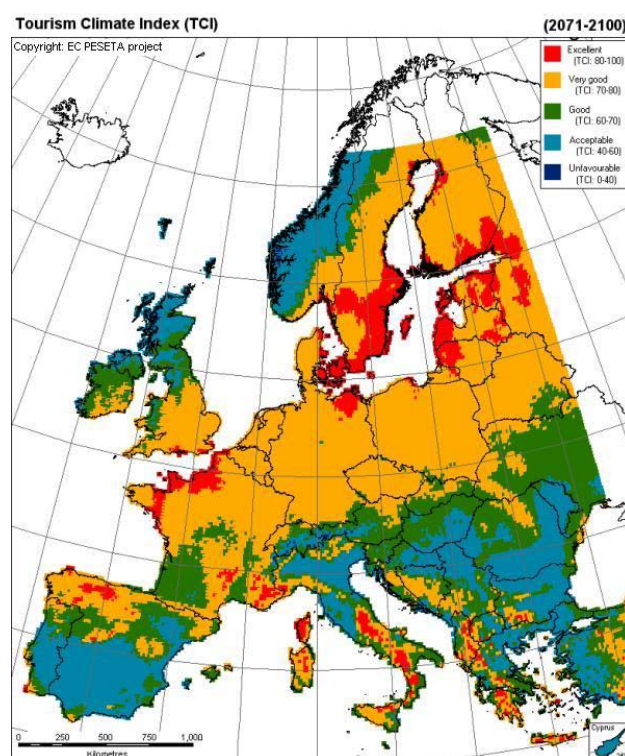 Tourism Climate Index (TCI) (2071-2100)
Copyright: EC PESETA project
Excellent
(TCI: 80-100)
Very good
(TCI: 70-80)
Good
(TCI: 60-70)
Acceptable
(TCI: 40-60)
Unfavourable
(TCI: 0-40)
Cyprus
0 250 500 1,000
Kilometres